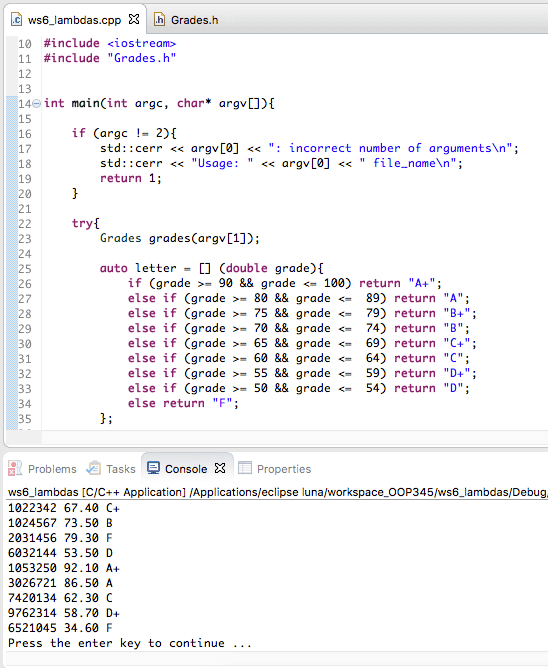 ws6_lambdas.cpp Grades.h
10 #include <iostream>
11 #include "Grades.h"
12
13
14 int main(int argc, char* argv[]){
15
16 if (argc != 2){
17 std::cerr << argv[0] << ": incorrect number of arguments\n";
18 std::cerr << "Usage: " << argv[0] << " file_name\n";
19 return 1;
20 }
21
22 try{
23 Grades grades(argv[1]);
24
25 auto letter = [] (double grade){
26 if (grade >= 90 && grade <= 100) return "A+";
27 else if (grade >= 80 && grade <=  89) return "A";
28 else if (grade >= 75 && grade <=  79) return "B+";
29 else if (grade >= 70 && grade <=  74) return "B";
30 else if (grade >= 65 && grade <=  69) return "C+";
31 else if (grade >= 60 && grade <=  64) return "C";
32 else if (grade >= 55 && grade <=  59) return "D+";
33 else if (grade >= 50 && grade <=  54) return "D";
34 else return "F";
35 };
Problems Tasks Console Properties
ws6_lambdas [C/C++ Application] /Applications/eclipse luna/workspace_OOP345/ws6_lambdas/Debug/
1022342 67.40 C+
1024567 73.50 B
2031456 79.30 F
6032144 53.50 D
1053250 92.10 A+
3026721 86.50 A
7420134 62.30 C
9762314 58.70 D+
6521045 34.60 F
Press the enter key to continue ...